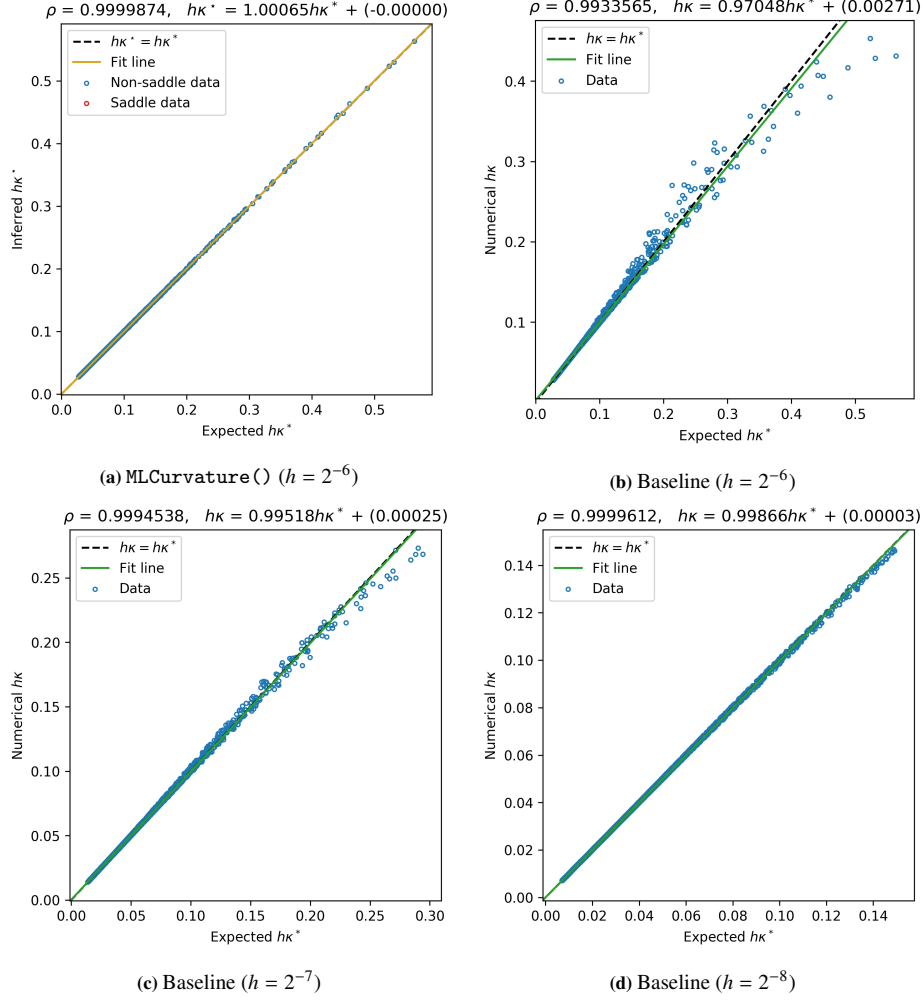 ρ = 0.9999874,   hκ⋆ = 1.00065hκ* + (-0.00000)
hκ⋆ = hκ*
Fit line
Non-saddle data
Saddle data
Inferred hκ⋆
0.5
0.4
0.3
0.2
0.1
0.0
0.0 0.1 0.2 0.3 0.4 0.5
Expected hκ*
(a) MLCurvature() (h = 2⁻⁶)
ρ = 0.9933565,   hκ = 0.97048hκ* + (0.00271)
hκ = hκ*
Fit line
Data
Numerical hκ
0.4
0.3
0.2
0.1
0.0 0.1 0.2 0.3 0.4 0.5
Expected hκ*
(b) Baseline (h = 2⁻⁶)
ρ = 0.9994538,   hκ = 0.99518hκ* + (0.00025)
hκ = hκ*
Fit line
Data
Numerical hκ
0.25
0.20
0.15
0.10
0.05
0.00
0.00 0.05 0.10 0.15 0.20 0.25 0.30
Expected hκ*
(c) Baseline (h = 2⁻⁷)
ρ = 0.9999612,   hκ = 0.99866hκ* + (0.00003)
hκ = hκ*
Fit line
Data
Numerical hκ
0.14
0.12
0.10
0.08
0.06
0.04
0.02
0.00
0.00 0.02 0.04 0.06 0.08 0.10 0.12 0.14
Expected hκ*
(d) Baseline (h = 2⁻⁸)